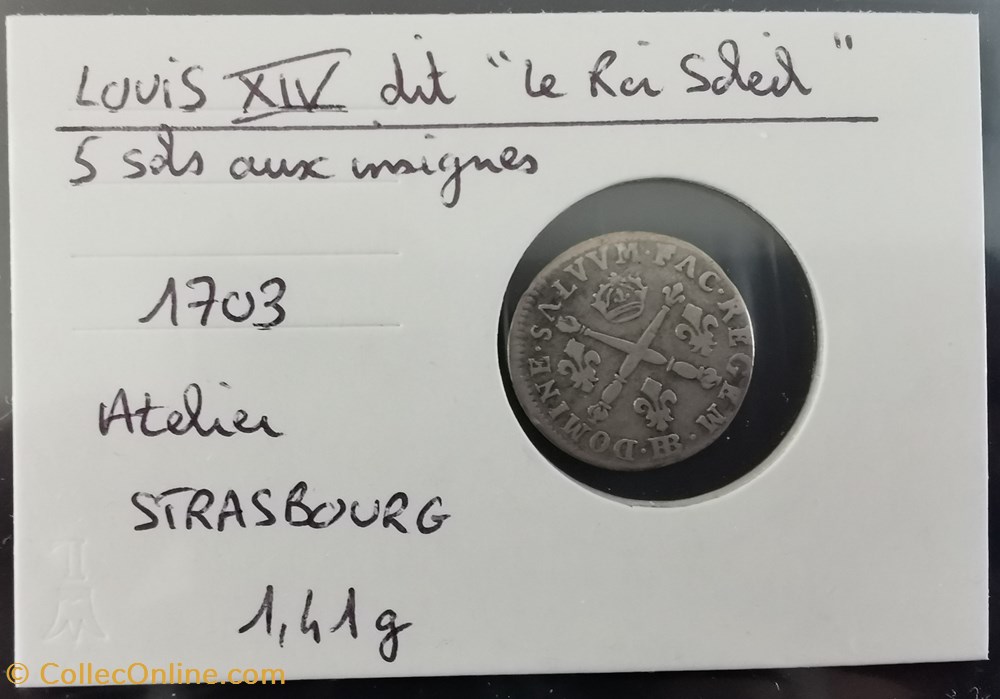 Louis XIV dit "Le Roi Soleil"
5 sols aux insignes
1703
Atelier
STRASBOURG
1,41g
DOMINE · SALVVM · FAC · REGEM · BB ·
© CollecOnline.com